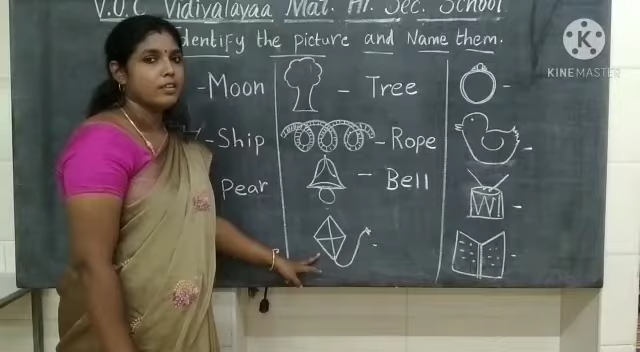 V.O.C Vidiyalayaa Mat. Hr. Sec. School
Identify the picture and Name them.
-Moon
- Tree
-
-Ship
-Rope
-
Pear
- Bell
-
-
-
KINEMASTER